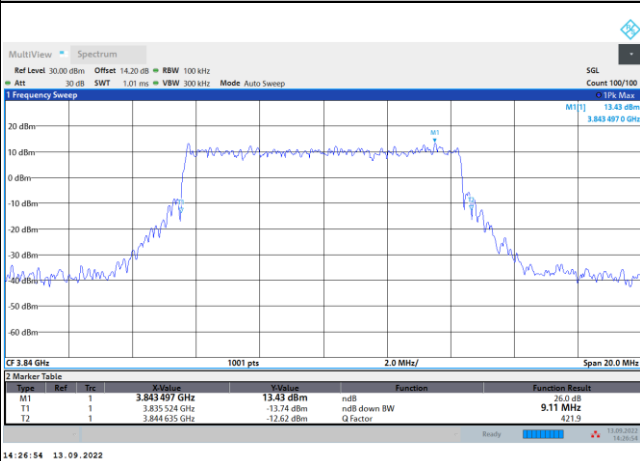 MultiView Spectrum
Ref Level 30.00 dBm Offset 14.20 dB RBW 100 kHz SGL
Att 30 dB SWT 1.01 ms VBW 300 kHz Mode Auto Sweep Count 100/100
1 Frequency Sweep 1Pk Max
M1[1] 13.43 dBm
3.843 497 0 GHz
M1
20 dBm
10 dBm
0 dBm
-10 dBm
-20 dBm
-30 dBm
-40 dBm
-50 dBm
-60 dBm
CF 3.84 GHz 1001 pts 2.0 MHz/ Span 20.0 MHz
2 Marker Table
Type Ref Trc X-Value Y-Value Function Function Result
M1 1 3.843 497 GHz 13.43 dBm ndB 26.0 dB
T1 1 3.835 524 GHz -13.74 dBm ndB down BW 9.11 MHz
T2 1 3.844 635 GHz -12.62 dBm Q Factor 421.9
Ready 13.09.2022
14:26:54
14:26:54 13.09.2022